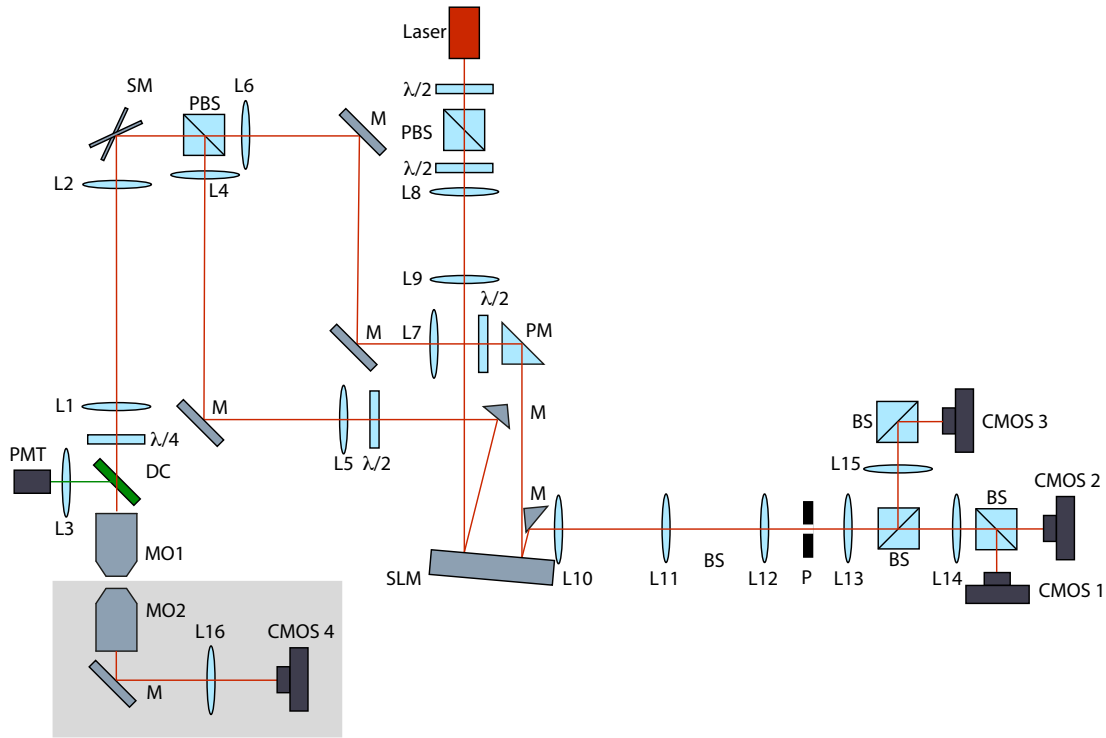 Laser
λ/2
SM
PBS
L6
M
PBS
λ/2
L2
L4
L8
L9
λ/2
M
L7
PM
L1
M
M
BS
CMOS 3
λ/4
PMT
DC
L5
λ/2
L15
CMOS 2
L3
M
BS
MO1
SLM
L10
L11
BS
L12
P
L13
BS
L14
CMOS 1
MO2
L16
CMOS 4
M